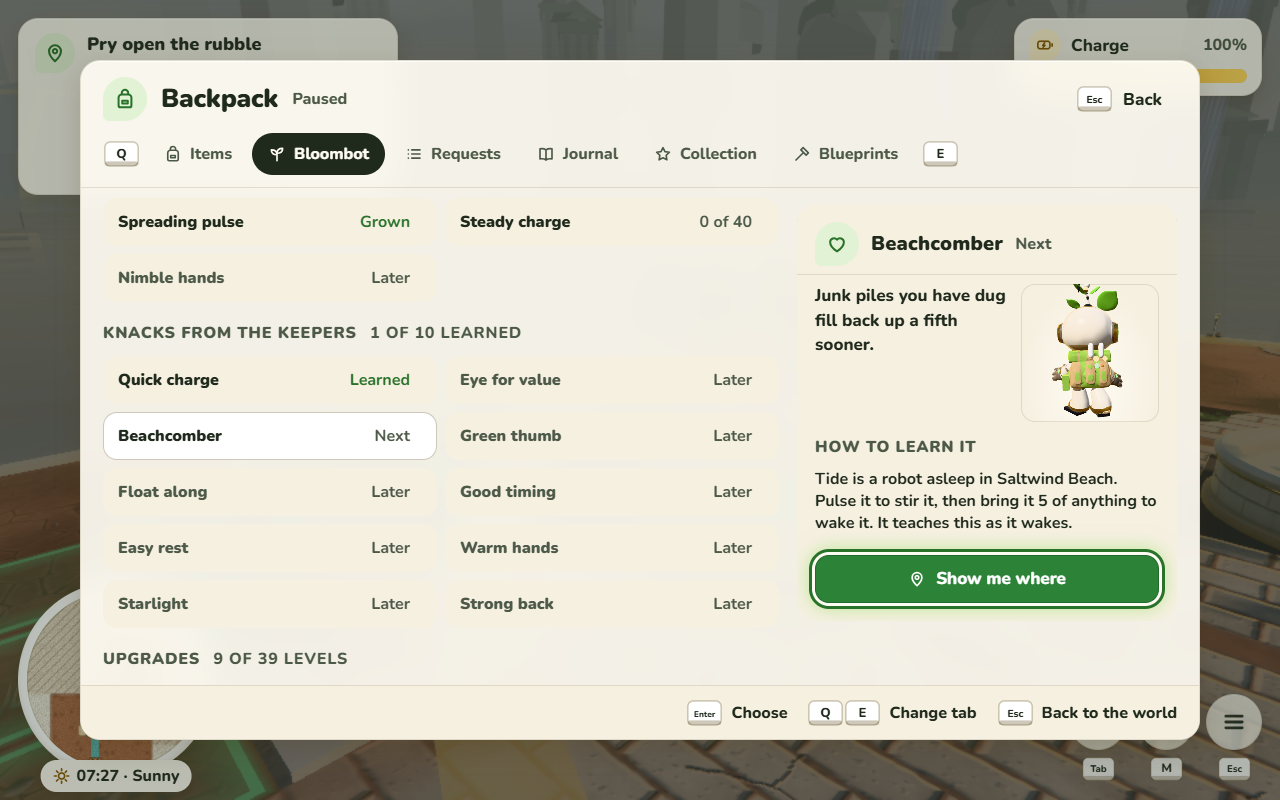 Pry open the rubble
Charge 100%
Backpack Paused
Esc Back
Q Items Bloombot Requests Journal Collection Blueprints E
Spreading pulse Grown
Steady charge 0 of 40
Nimble hands Later
KNACKS FROM THE KEEPERS 1 OF 10 LEARNED
Quick charge Learned
Eye for value Later
Beachcomber Next
Green thumb Later
Float along Later
Good timing Later
Easy rest Later
Warm hands Later
Starlight Later
Strong back Later
UPGRADES 9 OF 39 LEVELS
Beachcomber Next
Junk piles you have dug
fill back up a fifth
sooner.
HOW TO LEARN IT
Tide is a robot asleep in Saltwind Beach.
Pulse it to stir it, then bring it 5 of anything to
wake it. It teaches this as it wakes.
Show me where
Enter Choose Q E Change tab Esc Back to the world
07:27 · Sunny
Tab M Esc